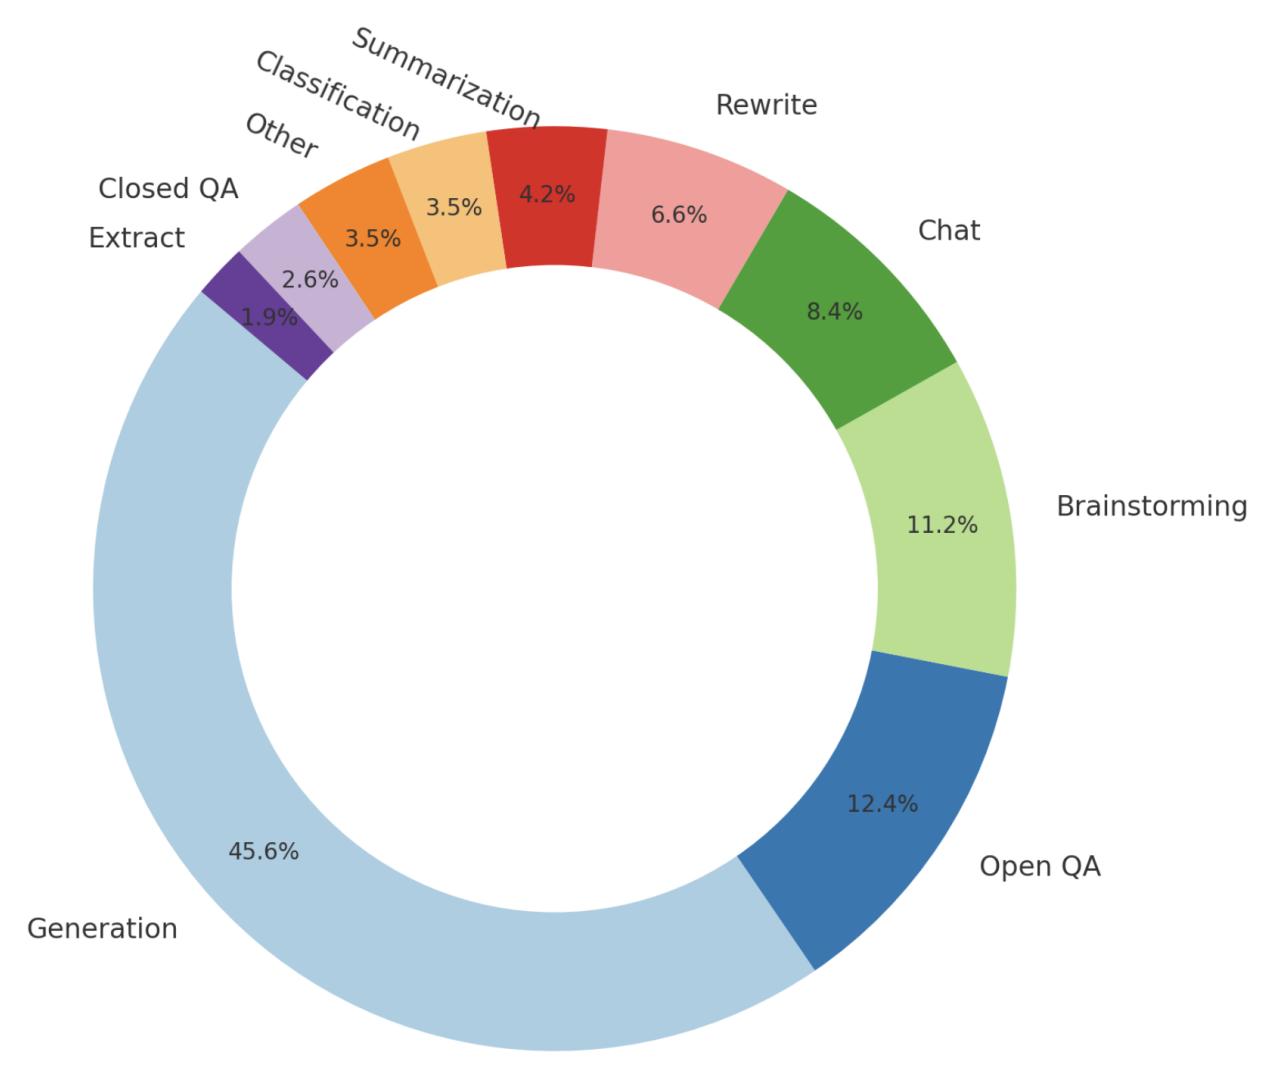 Summarization
4.2%
Rewrite
6.6%
Chat
8.4%
Brainstorming
11.2%
Open QA
12.4%
Generation
45.6%
Extract
1.9%
Closed QA
2.6%
Other
3.5%
Classification
3.5%